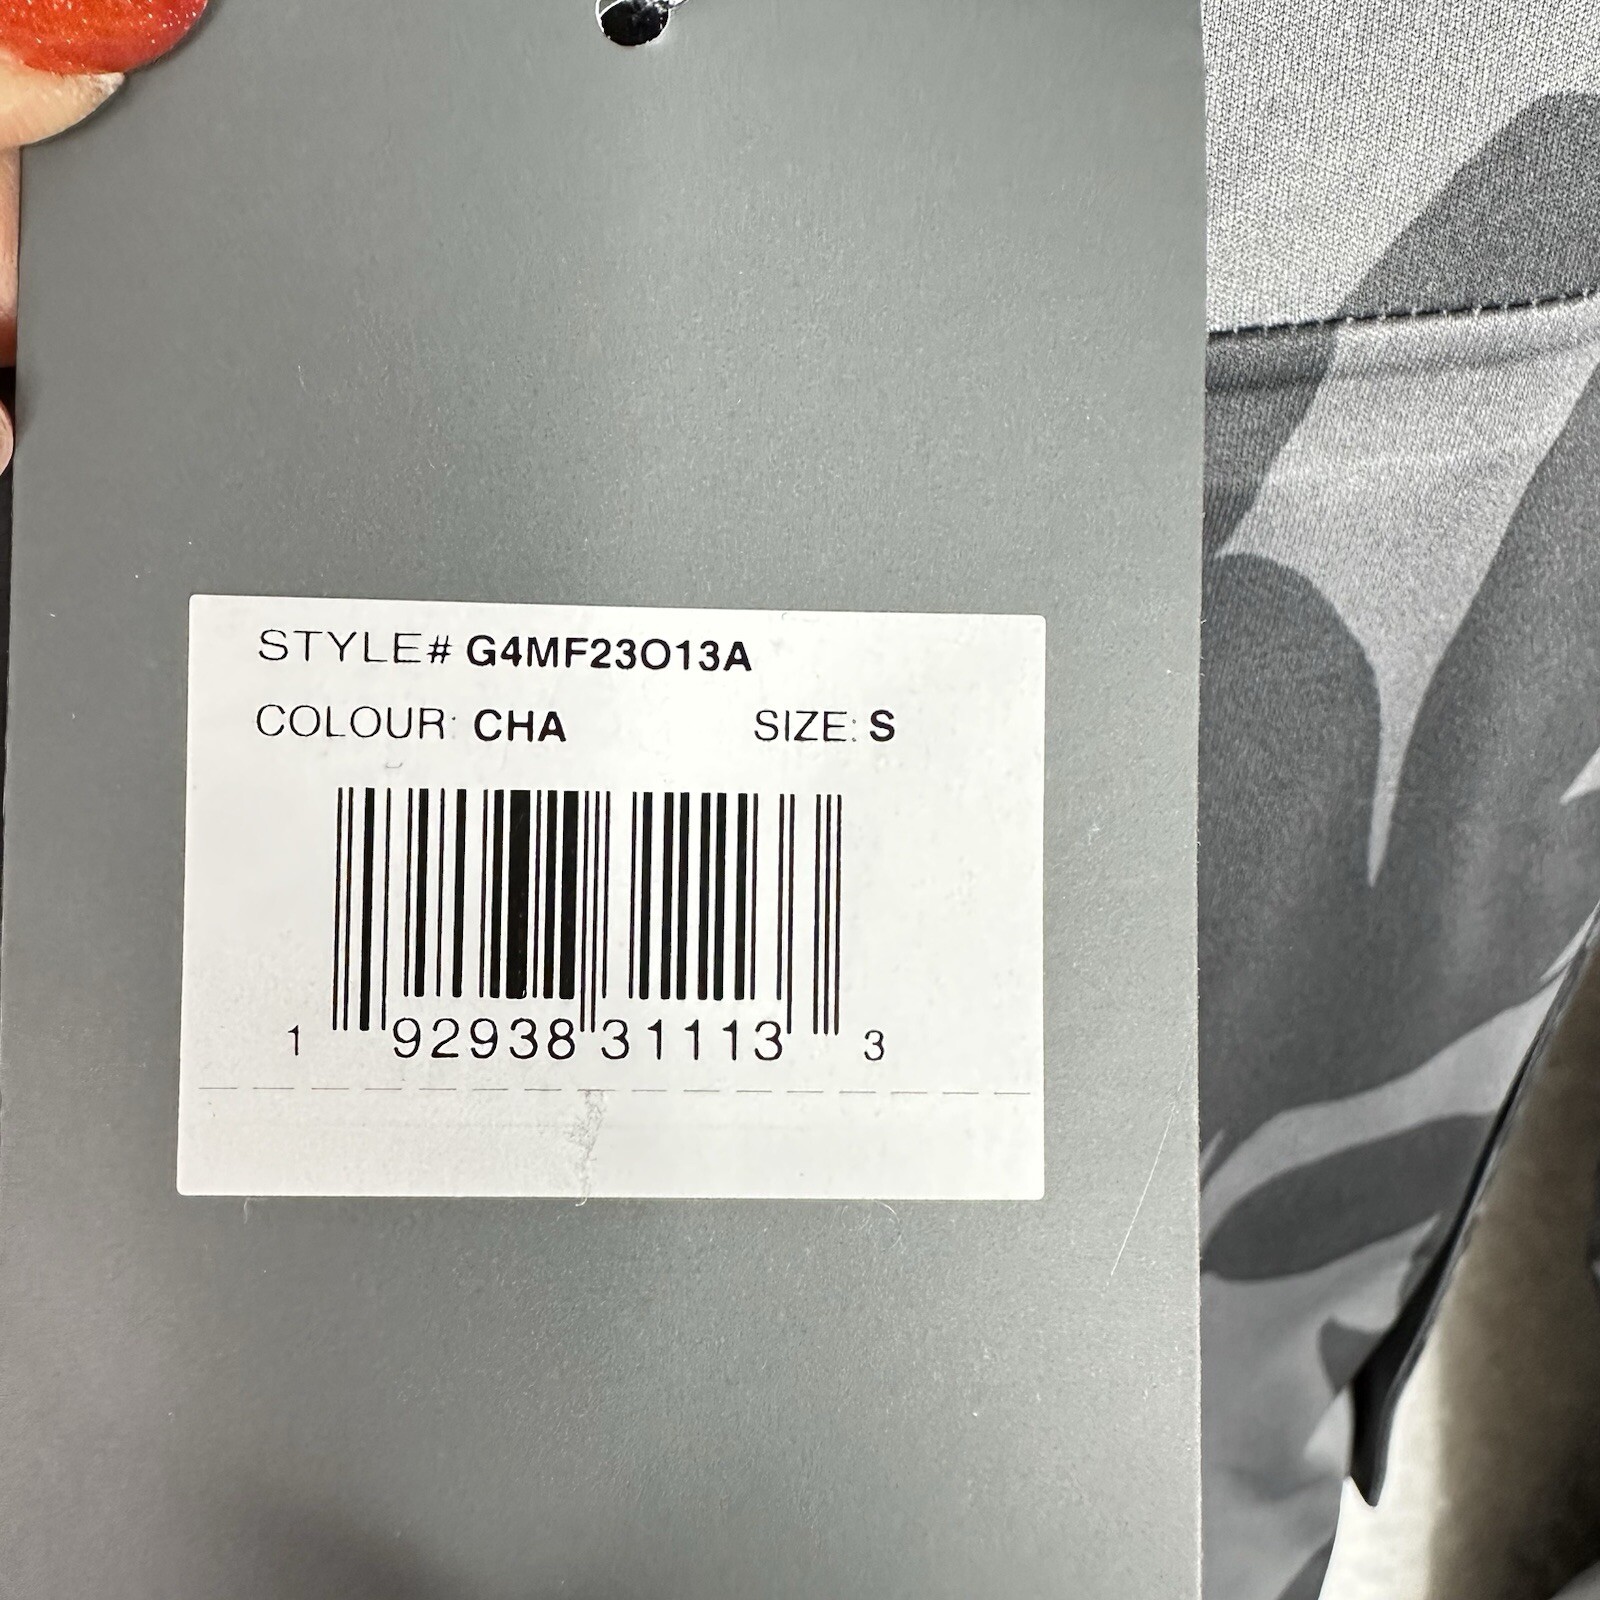 STYLE# G4MF23O13A
COLOUR: CHA SIZE: S
1 92938 31113 3